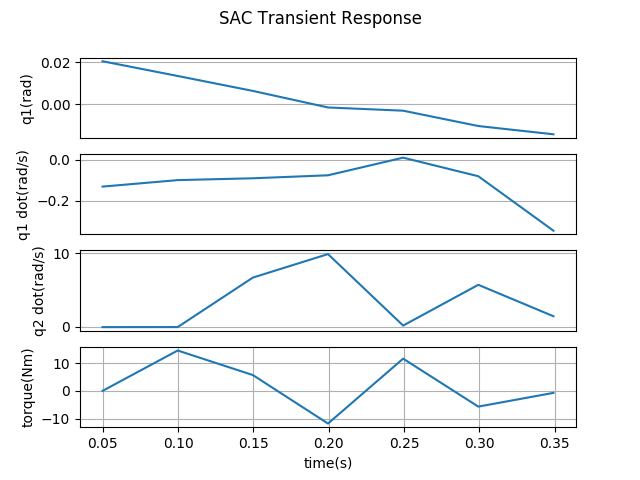 SAC Transient Response
q1(rad)
0.02
0.00
q1 dot(rad/s)
0.0
−0.2
q2 dot(rad/s)
10
0
torque(Nm)
10
0
−10
0.05 0.10 0.15 0.20 0.25 0.30 0.35
time(s)